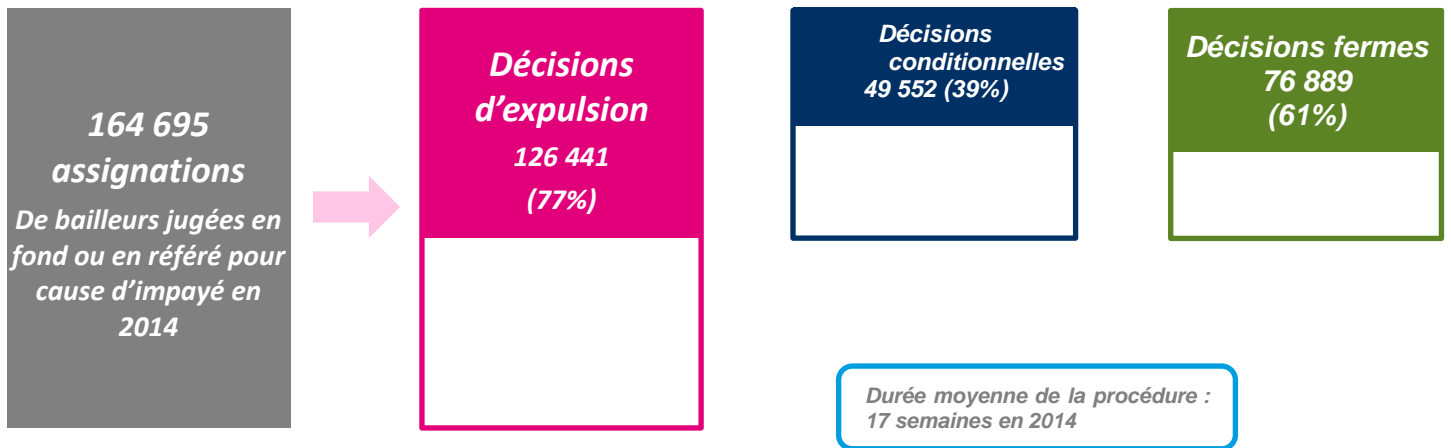 164 695
assignations
De bailleurs jugées en
fond ou en référé pour
cause d'impayé en
2014
Décisions
d'expulsion
126 441
(77%)
Décisions
conditionnelles
49 552 (39%)
Décisions fermes
76 889
(61%)
Durée moyenne de la procédure :
17 semaines en 2014